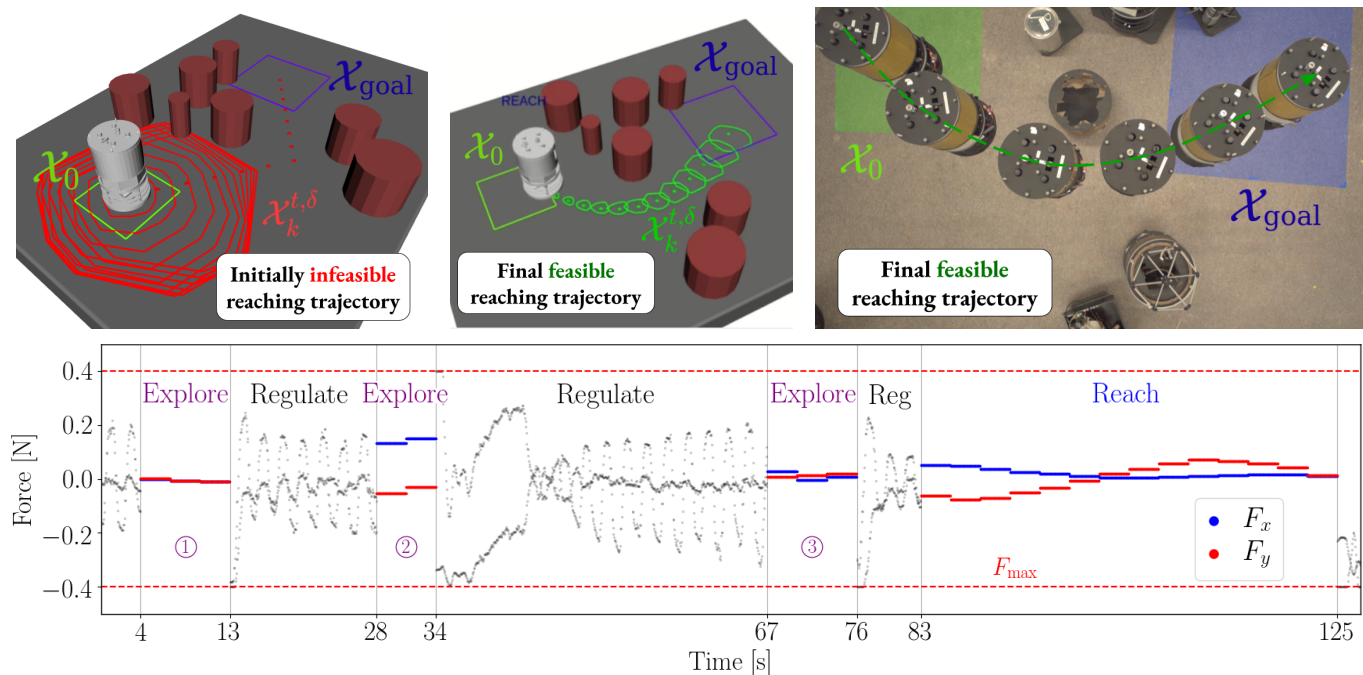 𝒳_goal
𝒳_0
𝒳_k^{t,δ}
Initially infeasible
reaching trajectory
REACH
𝒳_goal
𝒳_0
𝒳_k^{t,δ}
Final feasible
reaching trajectory
𝒳_0
𝒳_goal
Final feasible
reaching trajectory
Force [N]
0.4
0.2
0.0
−0.2
−0.4
Explore Regulate Explore Regulate Explore Reg Reach
① ② ③
F_max
F_x
F_y
4 13 28 34 67 76 83 125
Time [s]